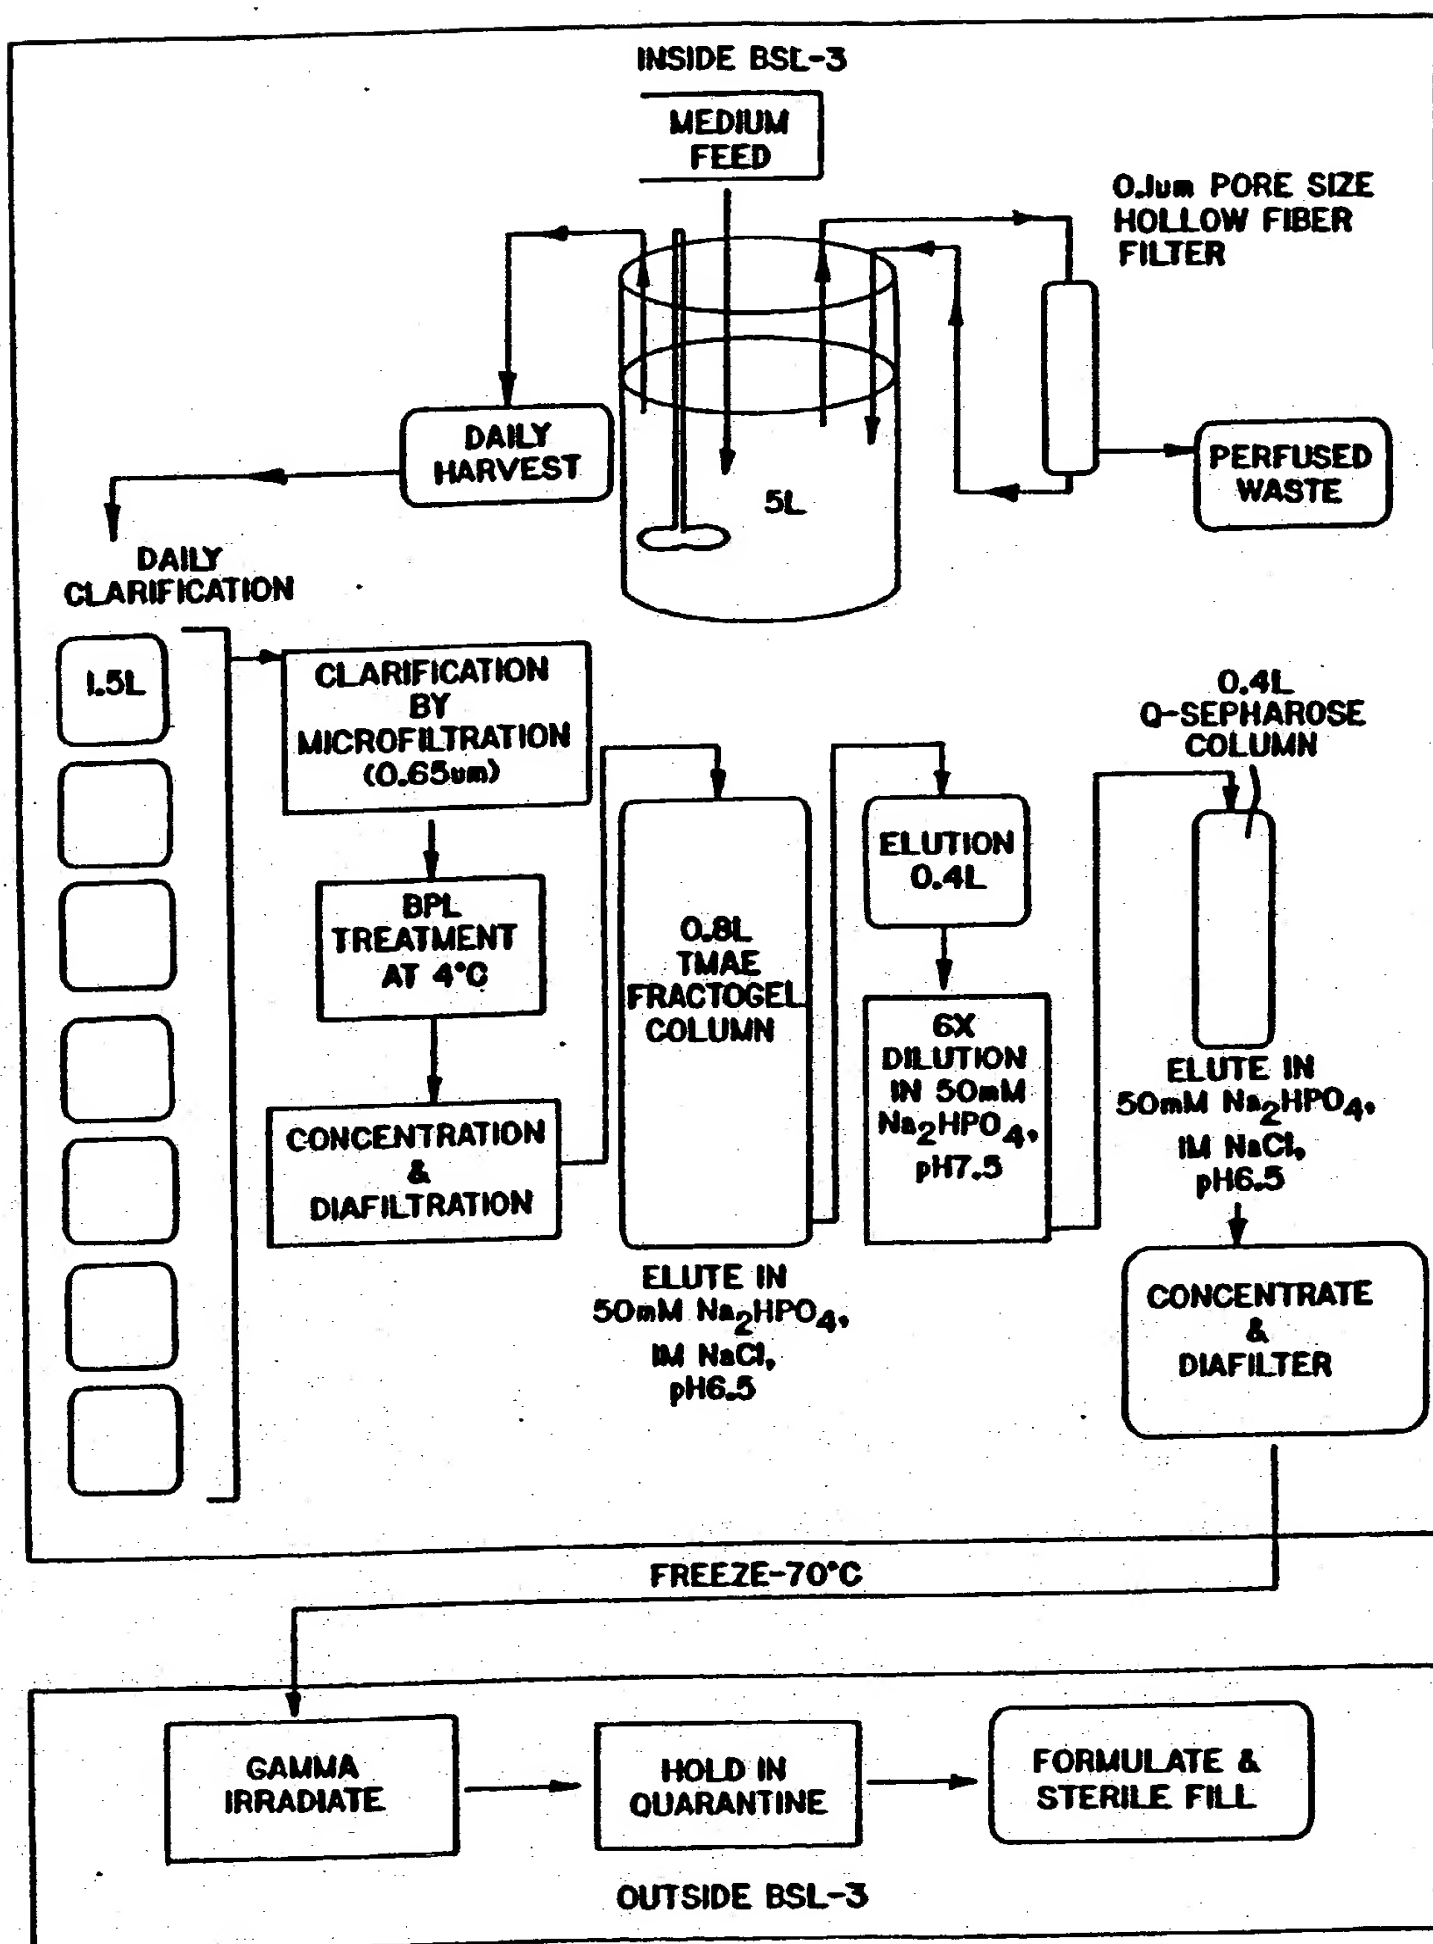 INSIDE BSL-3
MEDIUM
FEED
0.1um PORE SIZE
HOLLOW FIBER
FILTER
DAILY
HARVEST
5L
PERFUSED
WASTE
DAILY
CLARIFICATION
1.5L
CLARIFICATION
BY
MICROFILTRATION
(0.65um)
BPL
TREATMENT
AT 4°C
CONCENTRATION
&
DIAFILTRATION
0.8L
TMAE
FRACTOGEL
COLUMN
ELUTE IN
50mM Na₂HPO₄,
1M NaCl,
pH6.5
ELUTION
0.4L
6X
DILUTION
IN 50mM
Na₂HPO₄,
pH7.5
0.4L
Q-SEPHAROSE
COLUMN
ELUTE IN
50mM Na₂HPO₄,
1M NaCl,
pH6.5
CONCENTRATE
&
DIAFILTER
FREEZE-70°C
GAMMA
IRRADIATE
HOLD IN
QUARANTINE
FORMULATE &
STERILE FILL
OUTSIDE BSL-3